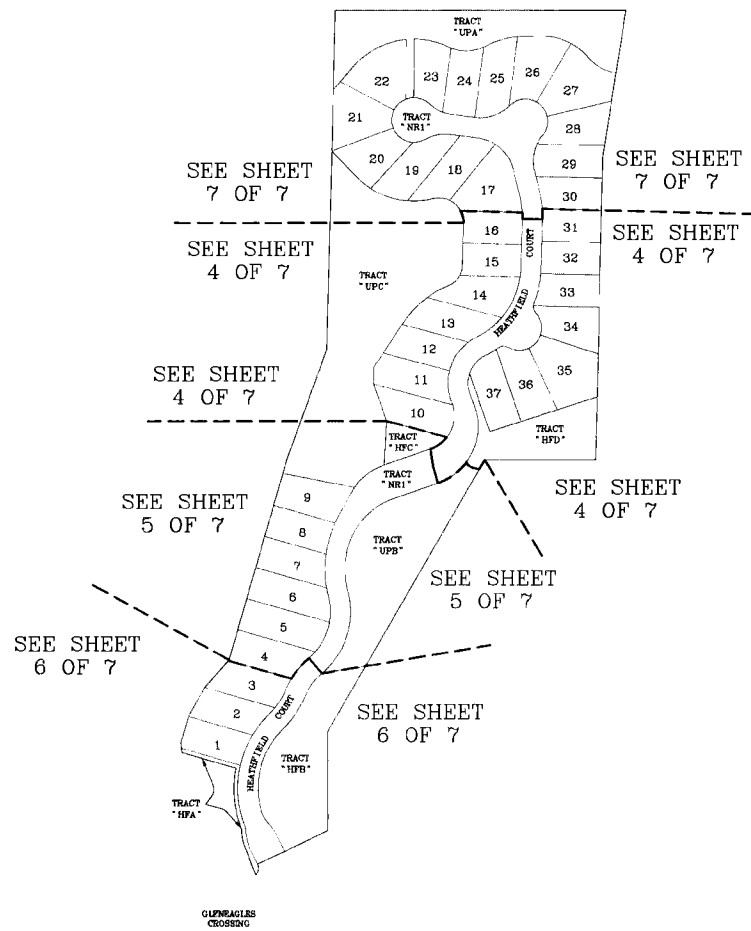 TRACT
"UPA"
22
23
24
25
26
27
21
TRACT
"NR1"
28
20
19
18
17
29
30
SEE SHEET
7 OF 7
SEE SHEET
7 OF 7
SEE SHEET
4 OF 7
SEE SHEET
4 OF 7
16
15
14
13
12
11
10
COURT
HEATHFIELD
31
32
33
34
35
36
37
TRACT
"UPC"
SEE SHEET
4 OF 7
TRACT
"HFC"
TRACT
"HFD"
TRACT
"NR1"
SEE SHEET
4 OF 7
SEE SHEET
5 OF 7
9
8
7
6
5
4
TRACT
"UPB"
SEE SHEET
5 OF 7
SEE SHEET
6 OF 7
SEE SHEET
6 OF 7
3
2
1
COURT
HEATHFIELD
TRACT
"HFB"
TRACT
"HFA"
GLENEAGLES
CROSSING